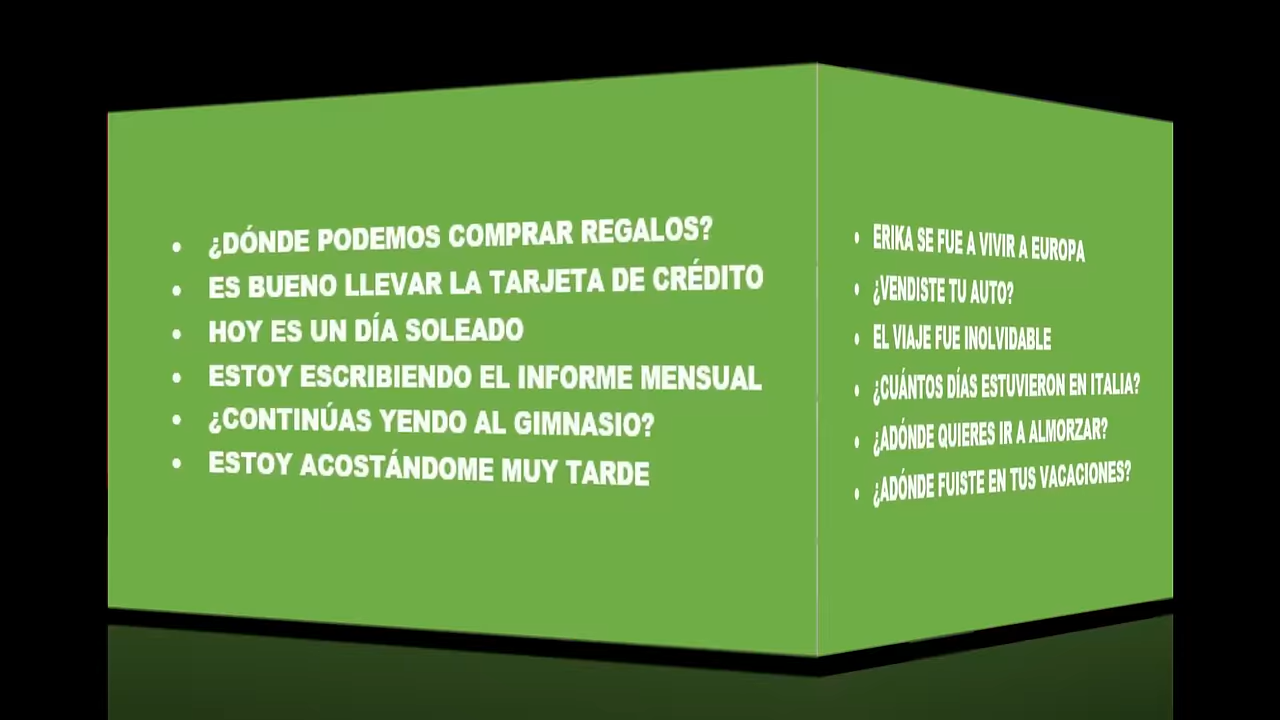 • ¿DÓNDE PODEMOS COMPRAR REGALOS?
• ES BUENO LLEVAR LA TARJETA DE CRÉDITO
• HOY ES UN DÍA SOLEADO
• ESTOY ESCRIBIENDO EL INFORME MENSUAL
• ¿CONTINÚAS YENDO AL GIMNASIO?
• ESTOY ACOSTÁNDOME MUY TARDE
• ERIKA SE FUE A VIVIR A EUROPA
• ¿VENDISTE TU AUTO?
• EL VIAJE FUE INOLVIDABLE
• ¿CUÁNTOS DÍAS ESTUVIERON EN ITALIA?
• ¿ADÓNDE QUIERES IR A ALMORZAR?
• ¿ADÓNDE FUISTE EN TUS VACACIONES?